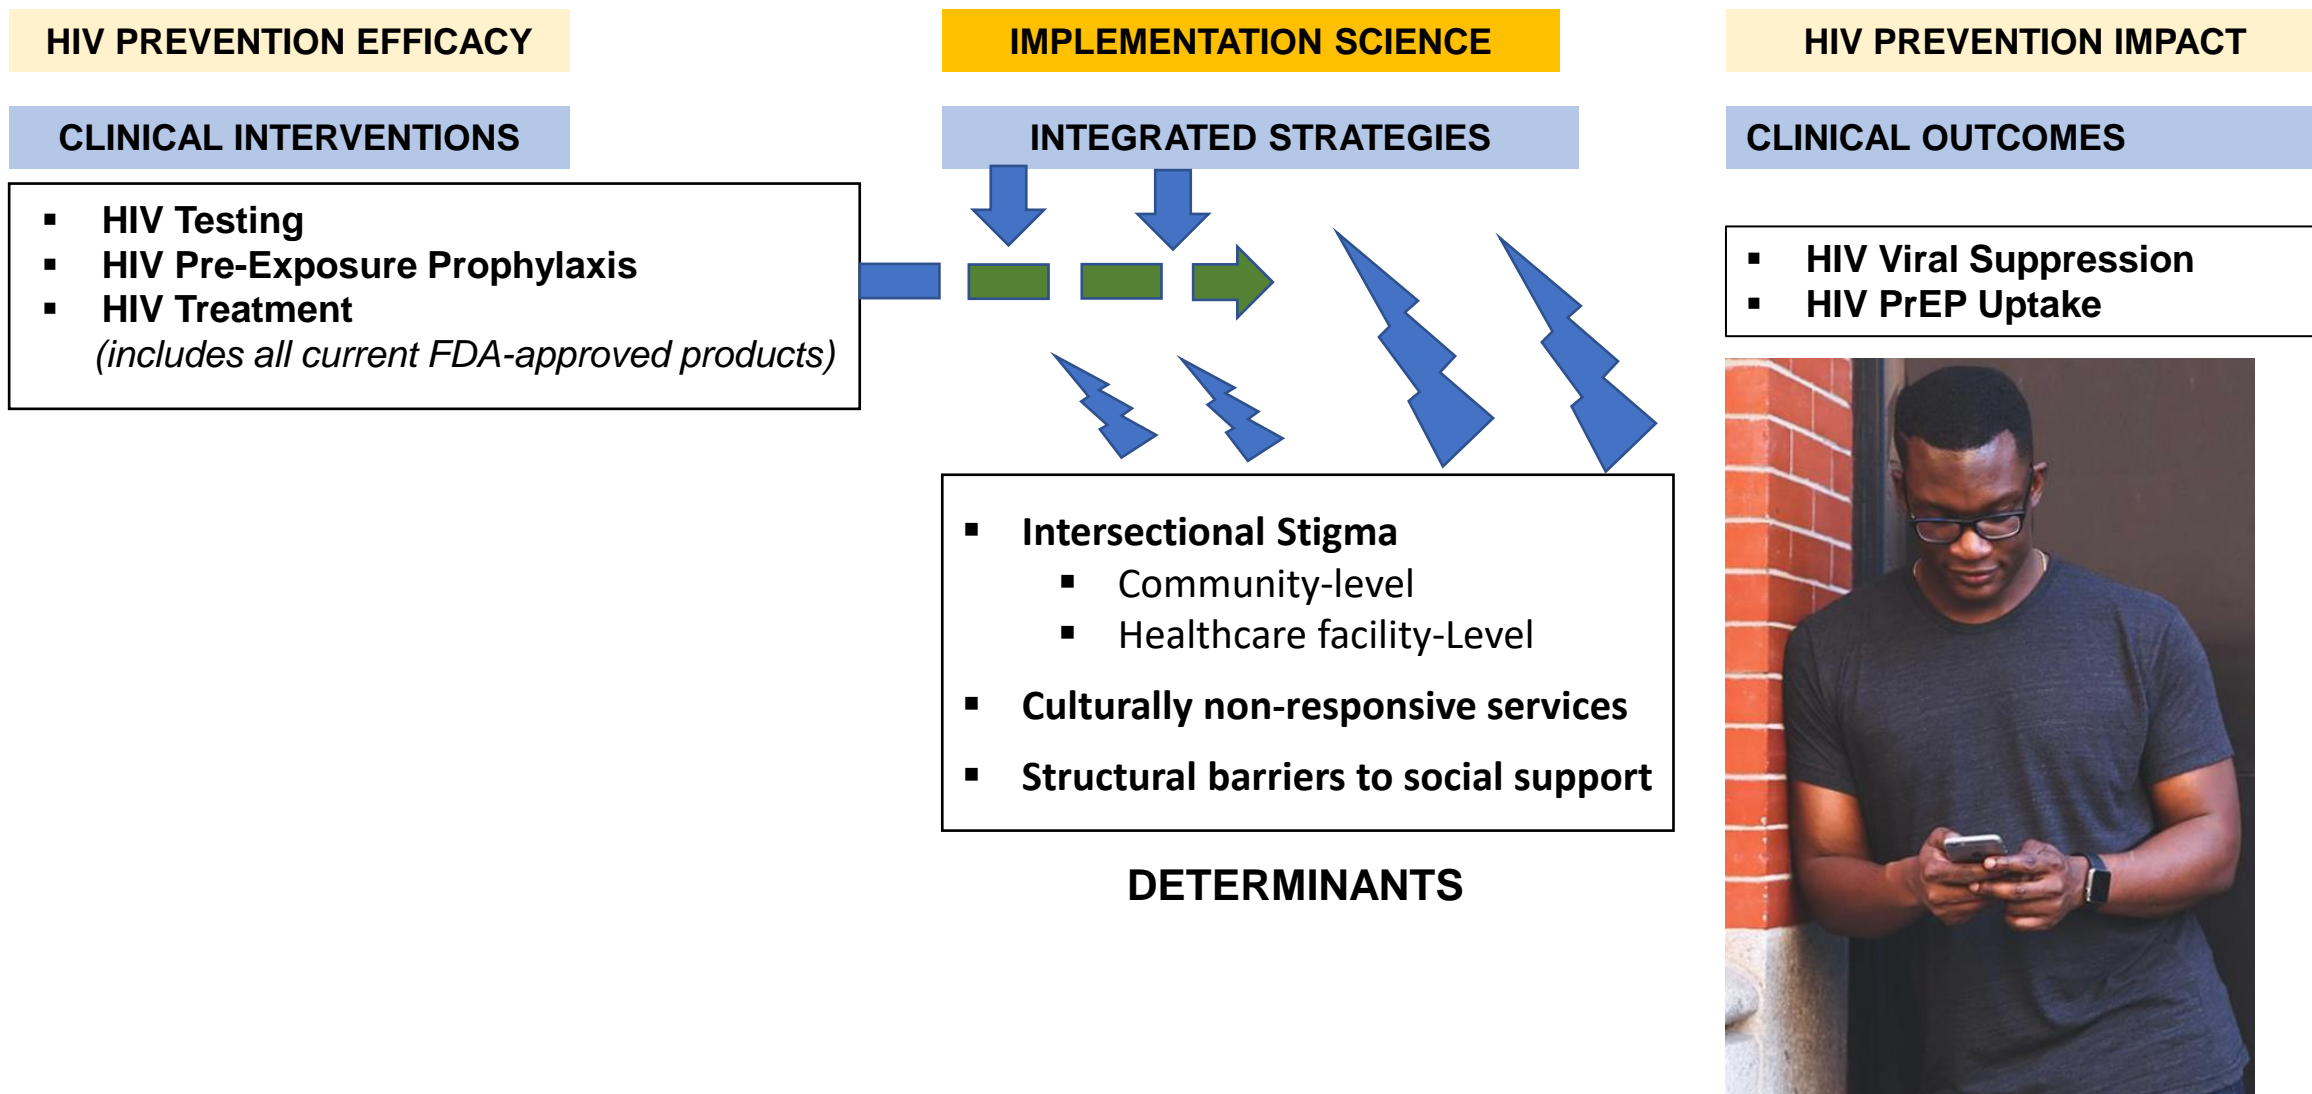 HIV PREVENTION EFFICACY
CLINICAL INTERVENTIONS
▪ HIV Testing
▪ HIV Pre-Exposure Prophylaxis
▪ HIV Treatment
(includes all current FDA-approved products)
IMPLEMENTATION SCIENCE
INTEGRATED STRATEGIES
▪ Intersectional Stigma
▪ Community-level
▪ Healthcare facility-Level
▪ Culturally non-responsive services
▪ Structural barriers to social support
DETERMINANTS
HIV PREVENTION IMPACT
CLINICAL OUTCOMES
▪ HIV Viral Suppression
▪ HIV PrEP Uptake